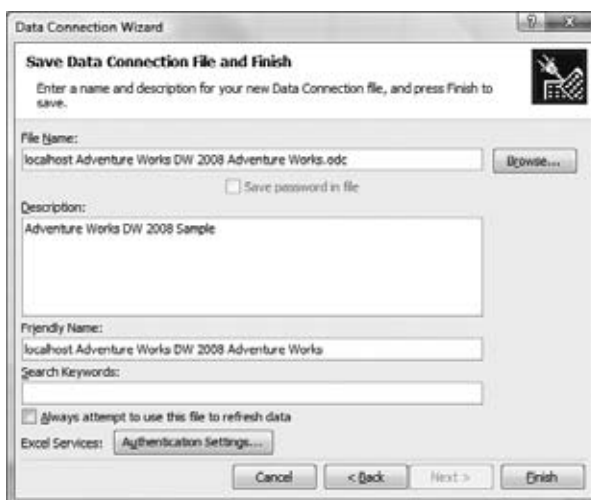 Data Connection Wizard
Save Data Connection File and Finish
Enter a name and description for your new Data Connection file, and press Finish to
save.
File Name:
localhost Adventure Works DW 2008 Adventure Works.odc
Browse...
Save password in file
Description:
Adventure Works DW 2008 Sample
Friendly Name:
localhost Adventure Works DW 2008 Adventure Works
Search Keywords:
Always attempt to use this file to refresh data
Excel Services: Authentication Settings...
Cancel < Back Next > Finish